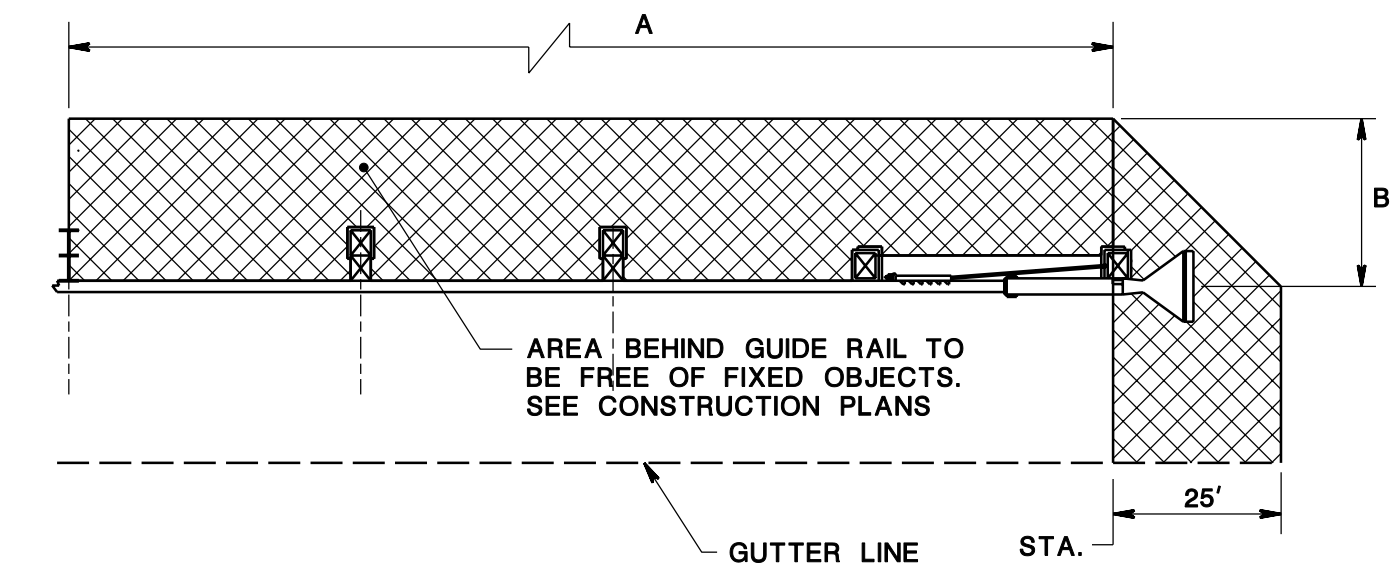 A
B
AREA BEHIND GUIDE RAIL TO
BE FREE OF FIXED OBJECTS.
SEE CONSTRUCTION PLANS
25'
STA.
GUTTER LINE